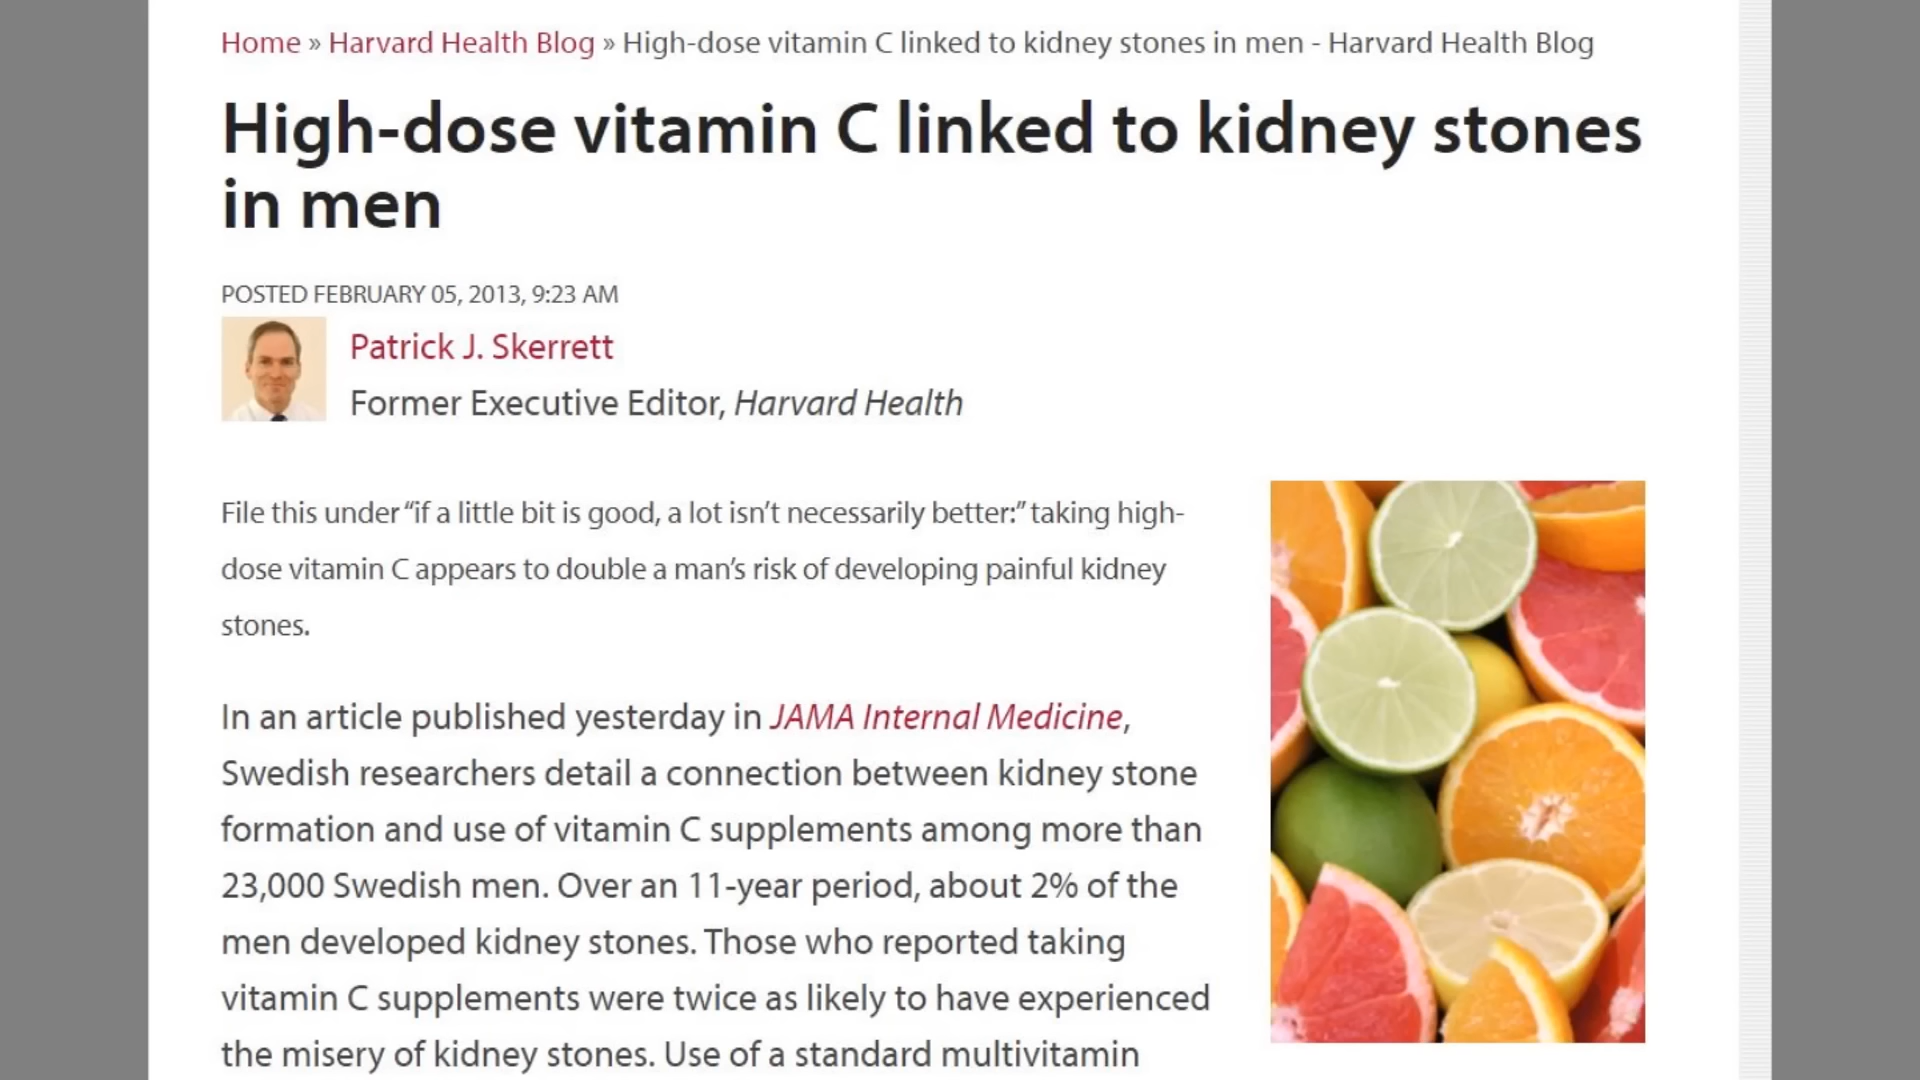 Home » Harvard Health Blog » High-dose vitamin C linked to kidney stones in men - Harvard Health Blog
High-dose vitamin C linked to kidney stones
in men
POSTED FEBRUARY 05, 2013, 9:23 AM
Patrick J. Skerrett
Former Executive Editor, Harvard Health
File this under “if a little bit is good, a lot isn’t necessarily better:” taking high-
dose vitamin C appears to double a man’s risk of developing painful kidney
stones.
In an article published yesterday in JAMA Internal Medicine,
Swedish researchers detail a connection between kidney stone
formation and use of vitamin C supplements among more than
23,000 Swedish men. Over an 11-year period, about 2% of the
men developed kidney stones. Those who reported taking
vitamin C supplements were twice as likely to have experienced
the misery of kidney stones. Use of a standard multivitamin